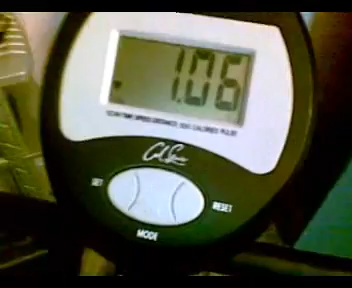 1.06
SCAN TIME SPEED DISTANCE, ODO CALORIES PULSE
SET
RESET
MODE